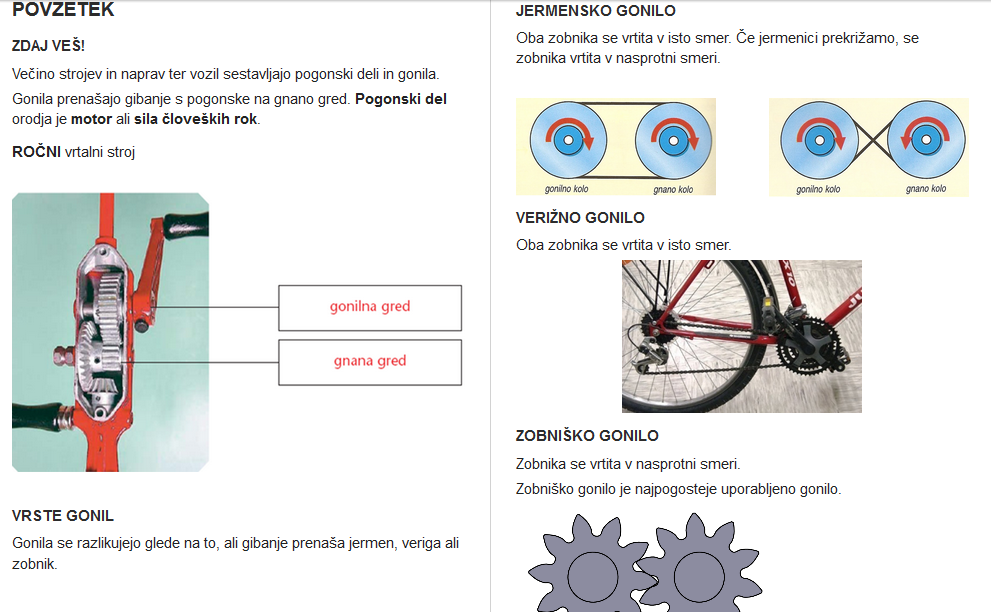 POVZETEK
ZDAJ VEŠ!
Večino strojev in naprav ter vozil sestavljajo pogonski deli in gonila.
Gonila prenašajo gibanje s pogonske na gnano gred. Pogonski del
orodja je motor ali sila človeških rok.
ROČNI vrtalni stroj
gonilna gred
gnana gred
VRSTE GONIL
Gonila se razlikujejo glede na to, ali gibanje prenaša jermen, veriga ali
zobnik.
JERMENSKO GONILO
Oba zobnika se vrtita v isto smer. Če jermenici prekrižamo, se
zobnika vrtita v nasprotni smeri.
gonilno kolo
gnano kolo
gonilno kolo
gnano kolo
VERIŽNO GONILO
Oba zobnika se vrtita v isto smer.
ZOBNIŠKO GONILO
Zobnika se vrtita v nasprotni smeri.
Zobniško gonilo je najpogosteje uporabljeno gonilo.